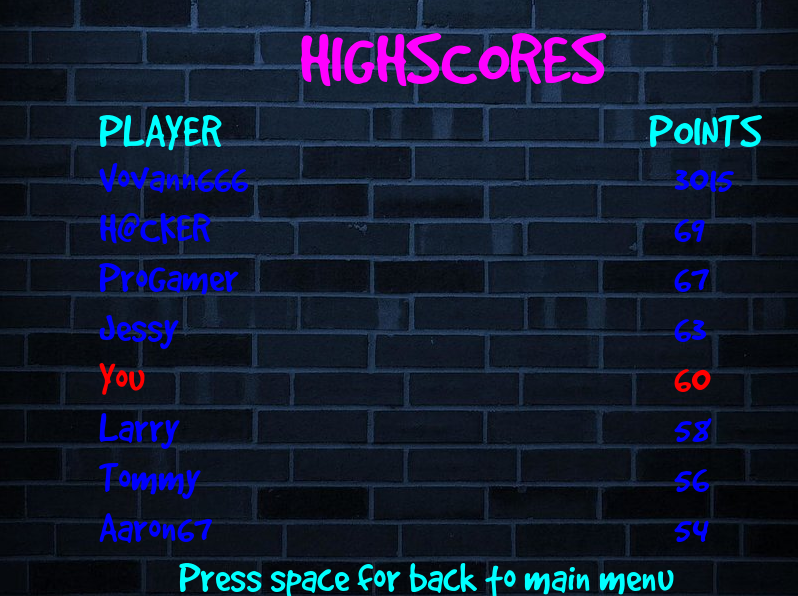 HIGHSCORES
PLAYER POINTS
Vovann666 3015
H@cKER 69
ProGamer 67
Jessy 63
You 60
Larry 58
Tommy 56
Aaron67 54
Press space for back to main menu